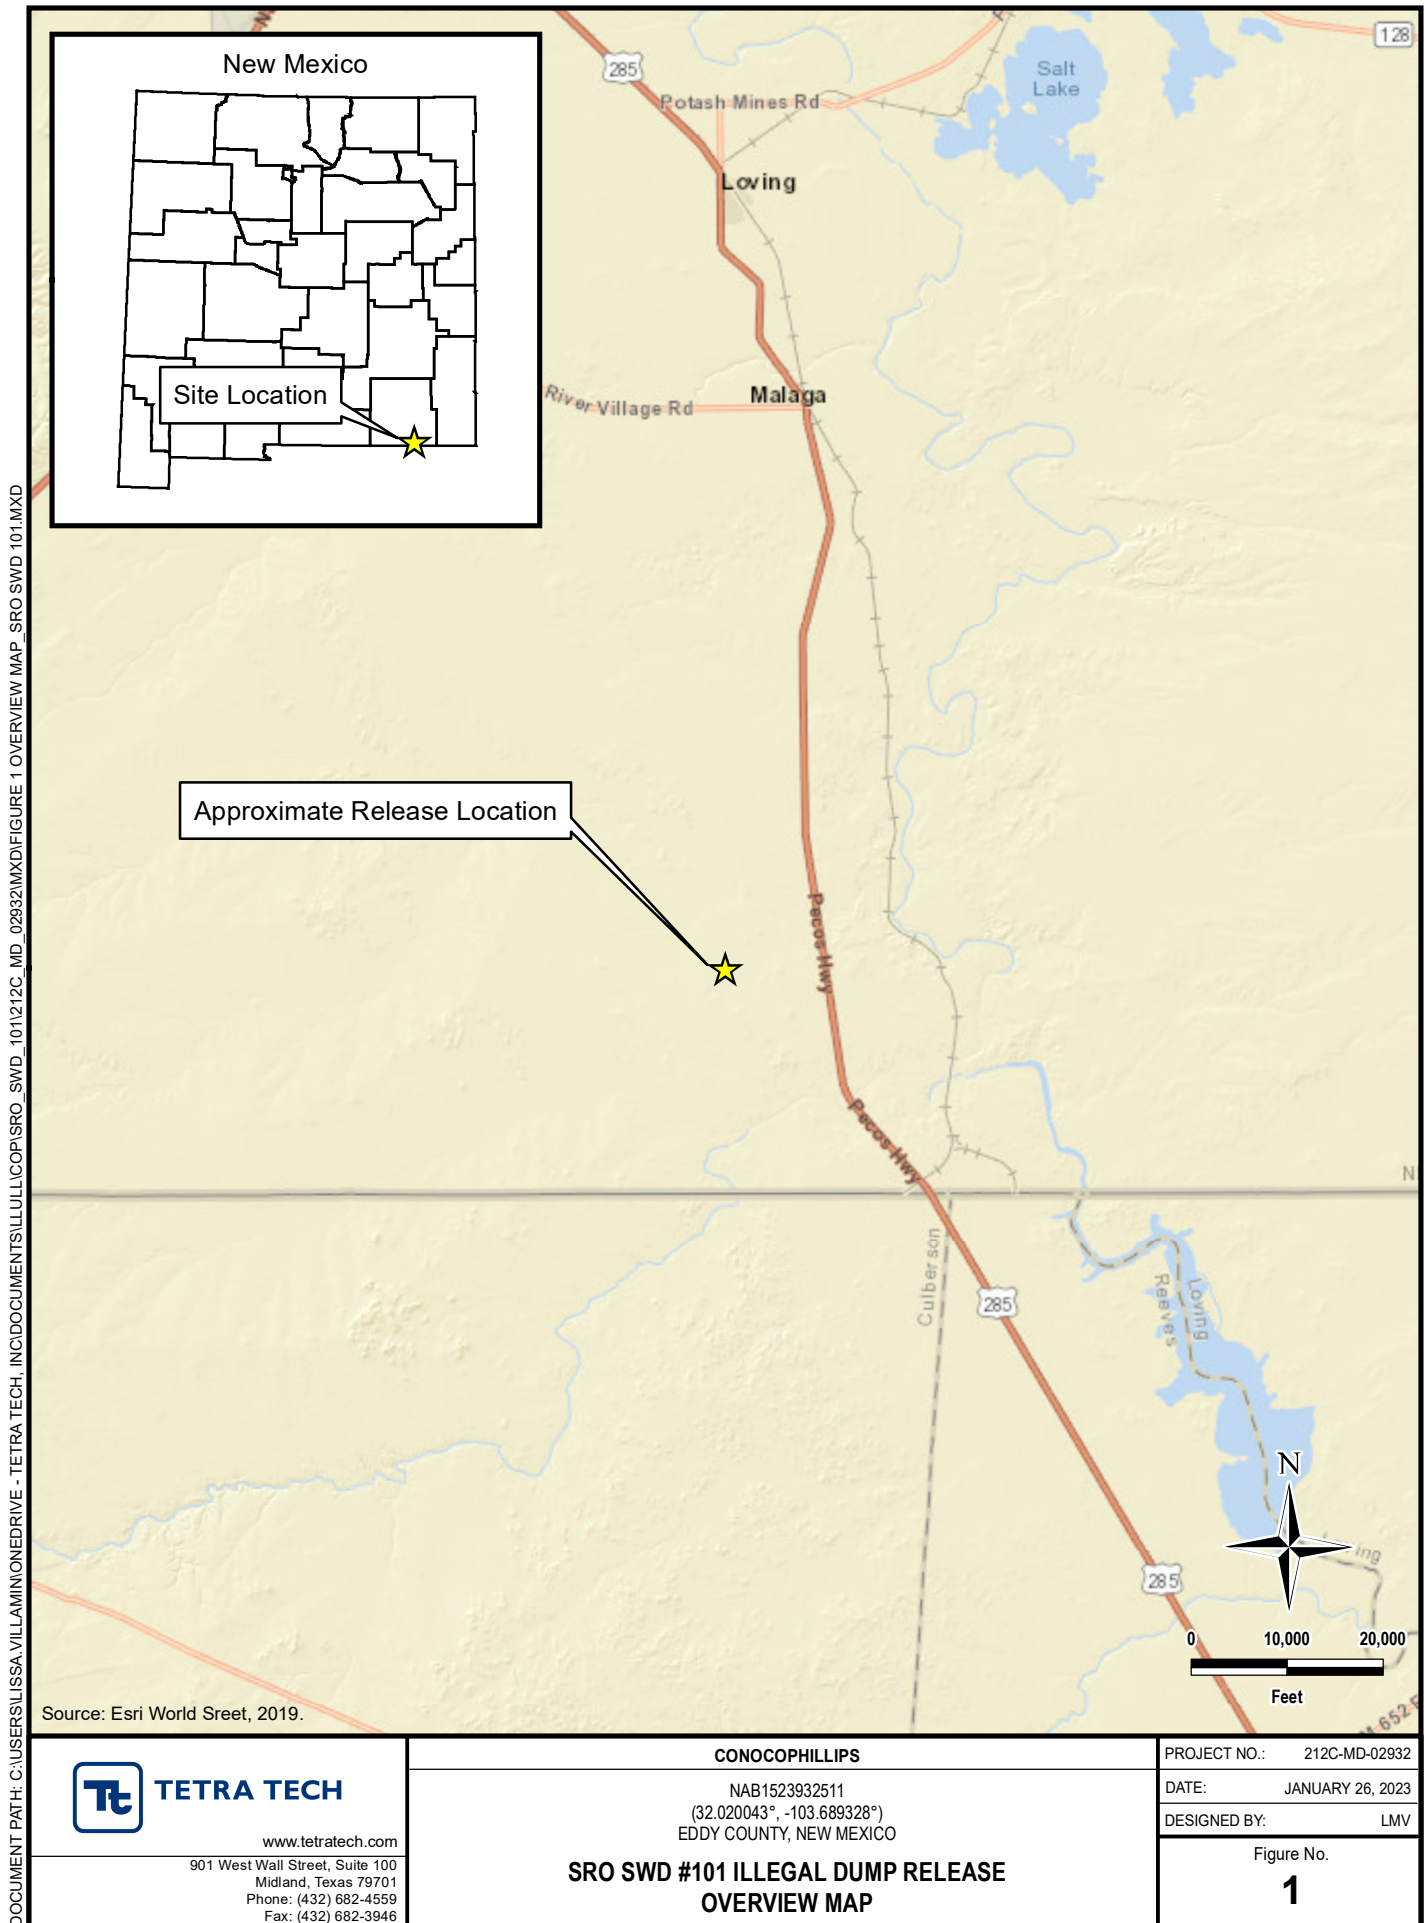 New Mexico
Site Location
285
128
Salt
Lake
Potash Mines Rd
Loving
River Village Rd
Malaga
Approximate Release Location
Pecos Hwy
Pecos Hwy
N
Culberson
285
Reeves
Loving
N
285
0 10,000 20,000
Feet
Source: Esri World Sreet, 2019.
DOCUMENT PATH: C:\USERS\LISSA.VILLAMIN\ONEDRIVE - TETRA TECH, INC\DOCUMENTS\LLULL\COP\SRO_SWD_101\212C_MD_02932\MXD\FIGURE 1 OVERVIEW MAP_SRO SWD 101.MXD
Tt TETRA TECH
www.tetratech.com
901 West Wall Street, Suite 100
Midland, Texas 79701
Phone: (432) 682-4559
Fax: (432) 682-3946
CONOCOPHILLIPS
NAB1523932511
(32.020043°, -103.689328°)
EDDY COUNTY, NEW MEXICO
SRO SWD #101 ILLEGAL DUMP RELEASE
OVERVIEW MAP
PROJECT NO.: 212C-MD-02932
DATE: JANUARY 26, 2023
DESIGNED BY: LMV
Figure No.
1